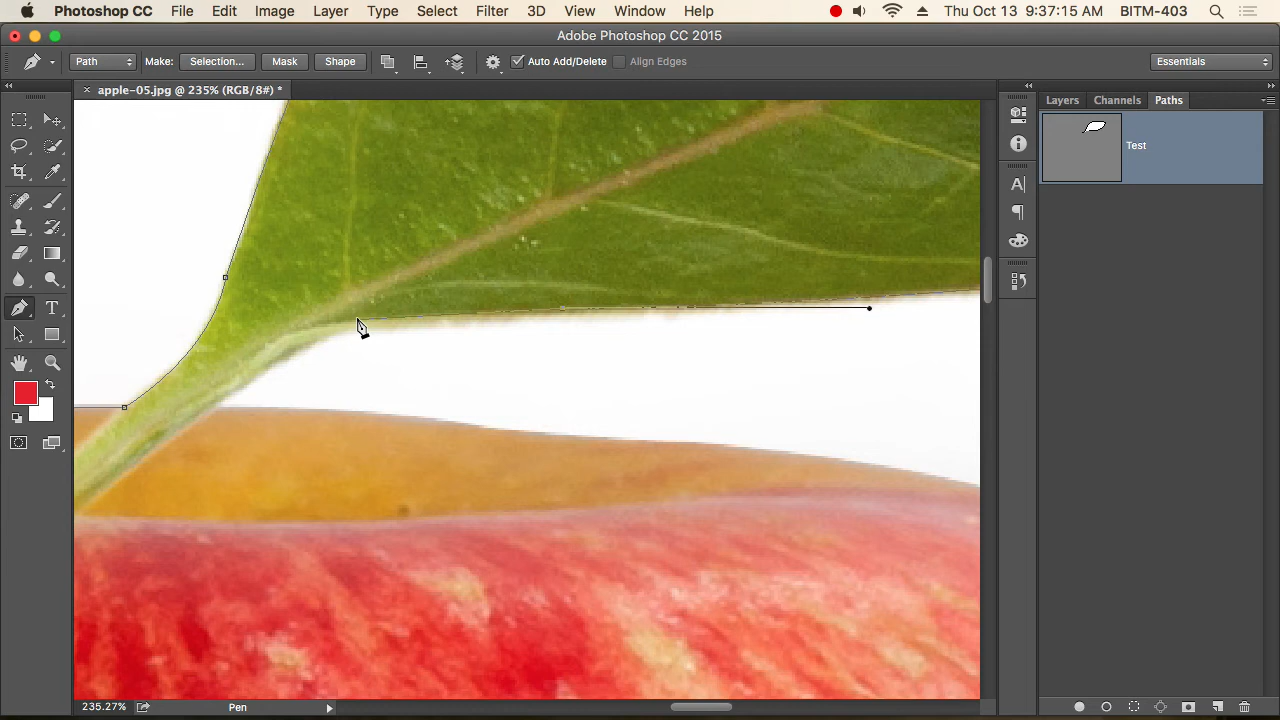 Photoshop CC File Edit Image Layer Type Select Filter 3D View Window Help Thu Oct 13 9:37:15 AM BITM-403
Adobe Photoshop CC 2015
Path Make: Selection... Mask Shape Auto Add/Delete Align Edges Essentials
apple-05.jpg @ 235% (RGB/8#) *
Layers Channels Paths
Test
235.27% Pen